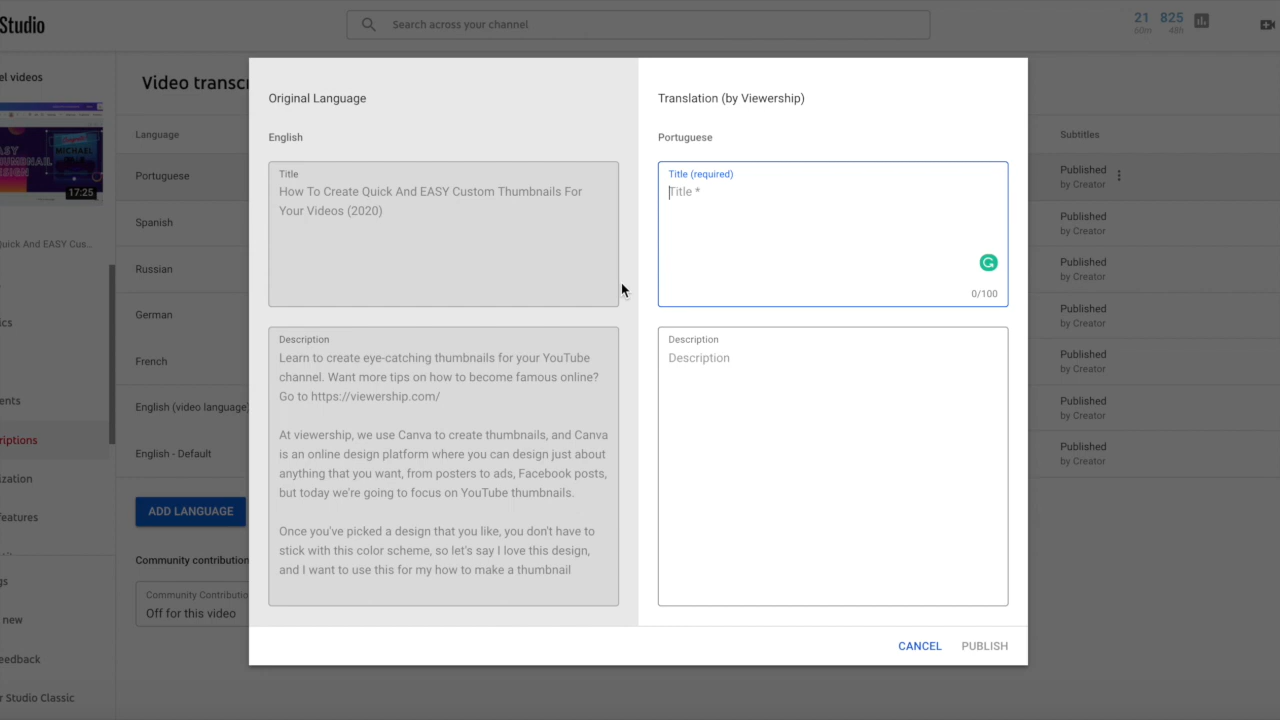 Studio
Search across your channel
21 825
60m 48h
el videos
17:25
uick And EASY Cus..
ics
ents
riptions
ization
eatures
gs
new
eedback
r Studio Classic
Video transcr
Language
Portuguese
Spanish
Russian
German
French
English (video language)
English - Default
ADD LANGUAGE
Community contribution
Community Contributio
Off for this video
Original Language
English
Title
How To Create Quick And EASY Custom Thumbnails For
Your Videos (2020)
Description
Learn to create eye-catching thumbnails for your YouTube
channel. Want more tips on how to become famous online?
Go to https://viewership.com/
At viewership, we use Canva to create thumbnails, and Canva
is an online design platform where you can design just about
anything that you want, from posters to ads, Facebook posts,
but today we're going to focus on YouTube thumbnails.
Once you've picked a design that you like, you don't have to
stick with this color scheme, so let's say I love this design,
and I want to use this for my how to make a thumbnail
Translation (by Viewership)
Portuguese
Title (required)
Title *
0/100
Description
Description
CANCEL PUBLISH
Subtitles
Published
by Creator
Published
by Creator
Published
by Creator
Published
by Creator
Published
by Creator
Published
by Creator
Published
by Creator